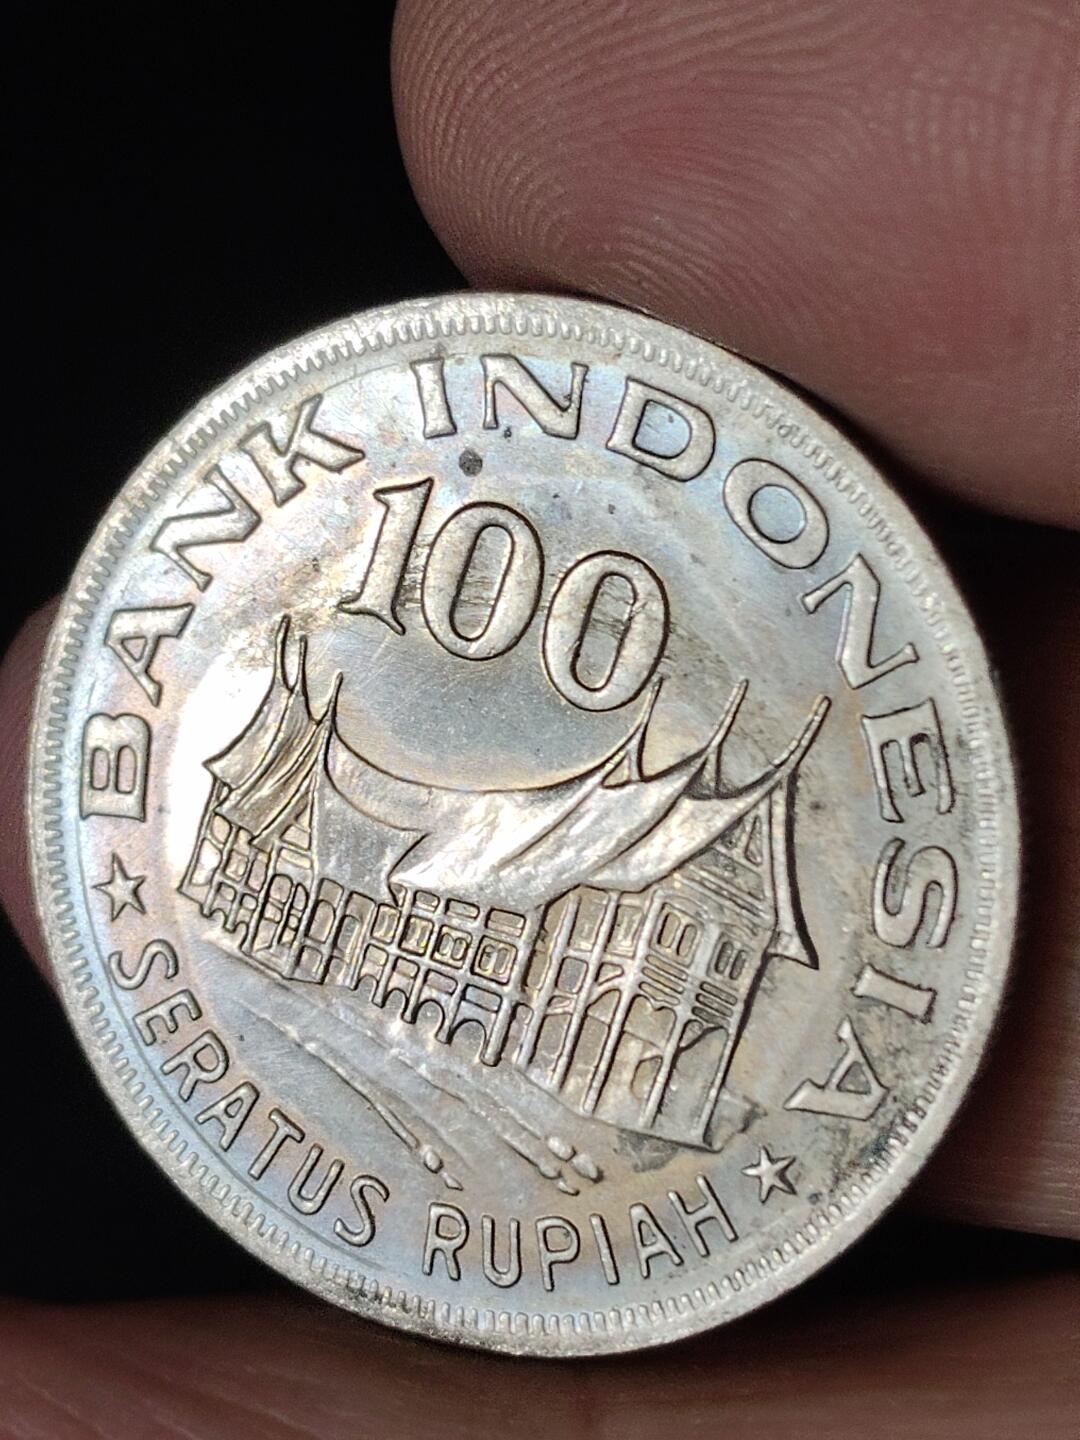 BANK INDONESIA
100
SERATUS RUPIAH